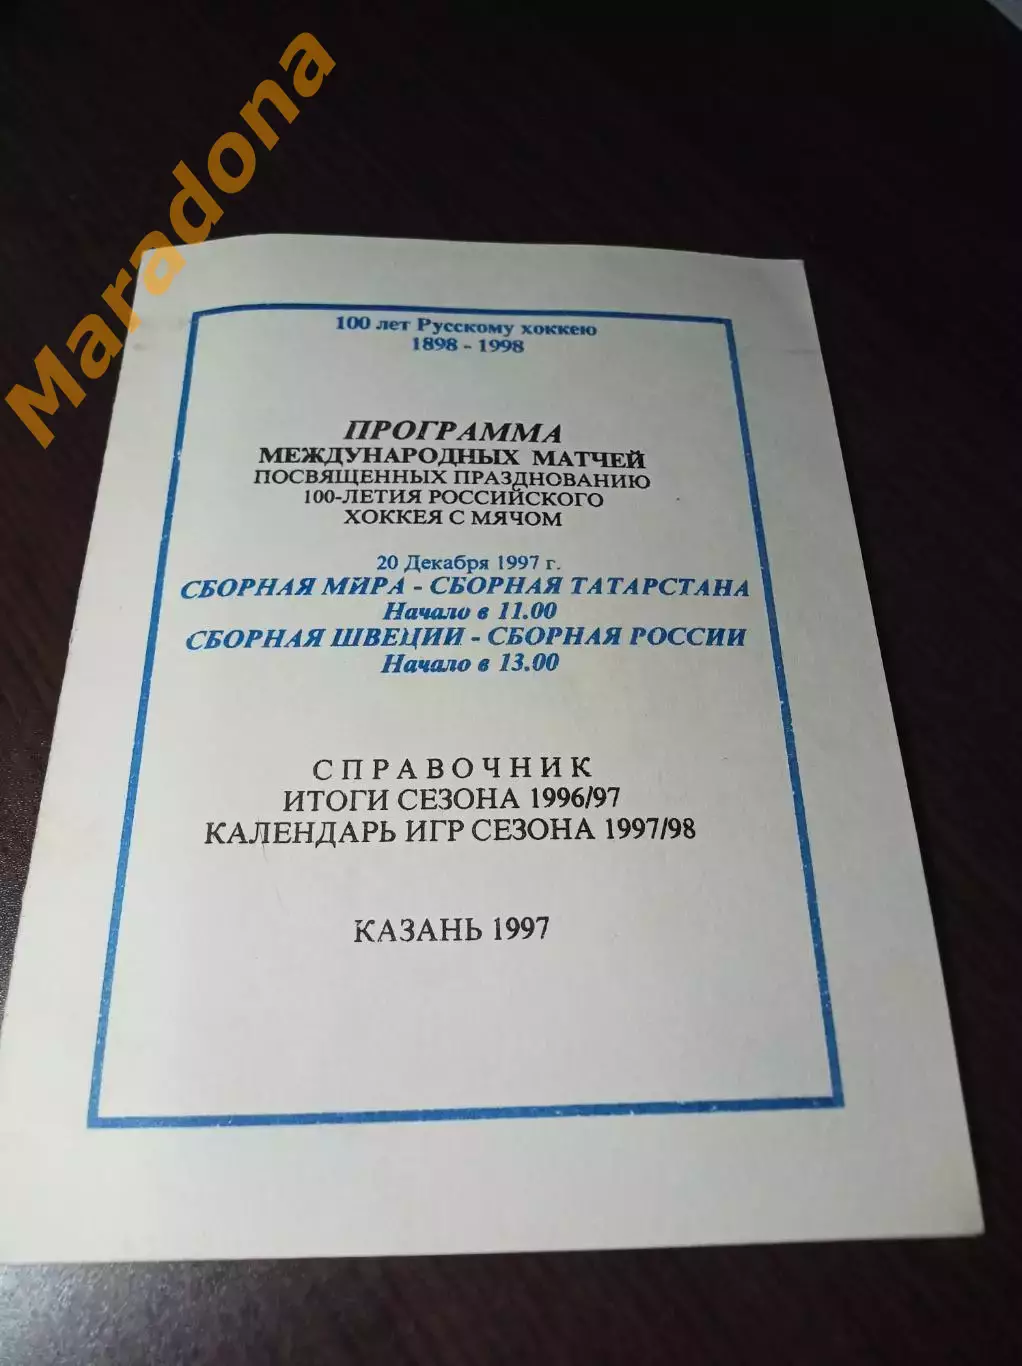 Maradona
100 лет Русскому хоккею
1898 - 1998
ПРОГРАММА
МЕЖДУНАРОДНЫХ МАТЧЕЙ
ПОСВЯЩЕННЫХ ПРАЗДНОВАНИЮ
100-ЛЕТИЯ РОССИЙСКОГО
ХОККЕЯ С МЯЧОМ
20 Декабря 1997 г.
СБОРНАЯ МИРА - СБОРНАЯ ТАТАРСТАНА
Начало в 11.00
СБОРНАЯ ШВЕЦИИ - СБОРНАЯ РОССИИ
Начало в 13.00
СПРАВОЧНИК
ИТОГИ СЕЗОНА 1996/97
КАЛЕНДАРЬ ИГР СЕЗОНА 1997/98
КАЗАНЬ 1997